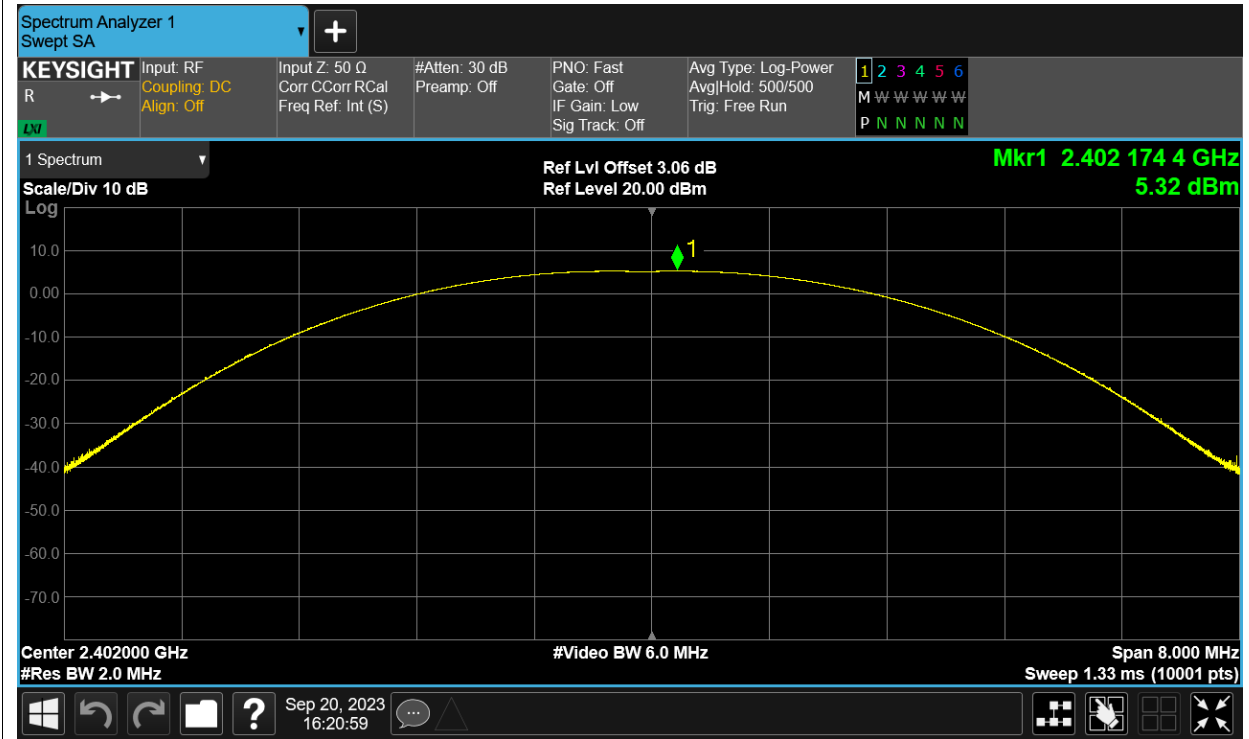 Spectrum Analyzer 1
Swept SA
+
KEYSIGHT
R
LXI
Input: RF
Coupling: DC
Align: Off
Input Z: 50 Ω
Corr CCorr RCal
Freq Ref: Int (S)
#Atten: 30 dB
Preamp: Off
PNO: Fast
Gate: Off
IF Gain: Low
Sig Track: Off
Avg Type: Log-Power
Avg|Hold: 500/500
Trig: Free Run
1 2 3 4 5 6
M W W W W W W
P N N N N N N
1 Spectrum
Scale/Div 10 dB
Log
Ref Lvl Offset 3.06 dB
Ref Level 20.00 dBm
Mkr1 2.402 174 4 GHz
5.32 dBm
1
10.0
0.00
-10.0
-20.0
-30.0
-40.0
-50.0
-60.0
-70.0
Center 2.402000 GHz
#Res BW 2.0 MHz
#Video BW 6.0 MHz
Span 8.000 MHz
Sweep 1.33 ms (10001 pts)
?
Sep 20, 2023
16:20:59